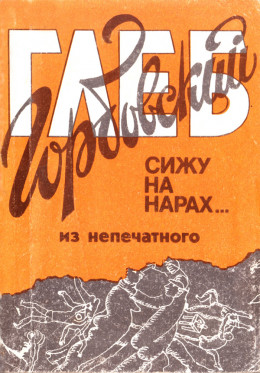 ГЛЕБ
Горбовский
СИЖУ
НА
НАРАХ...
ИЗ НЕПЕЧАТНОГО